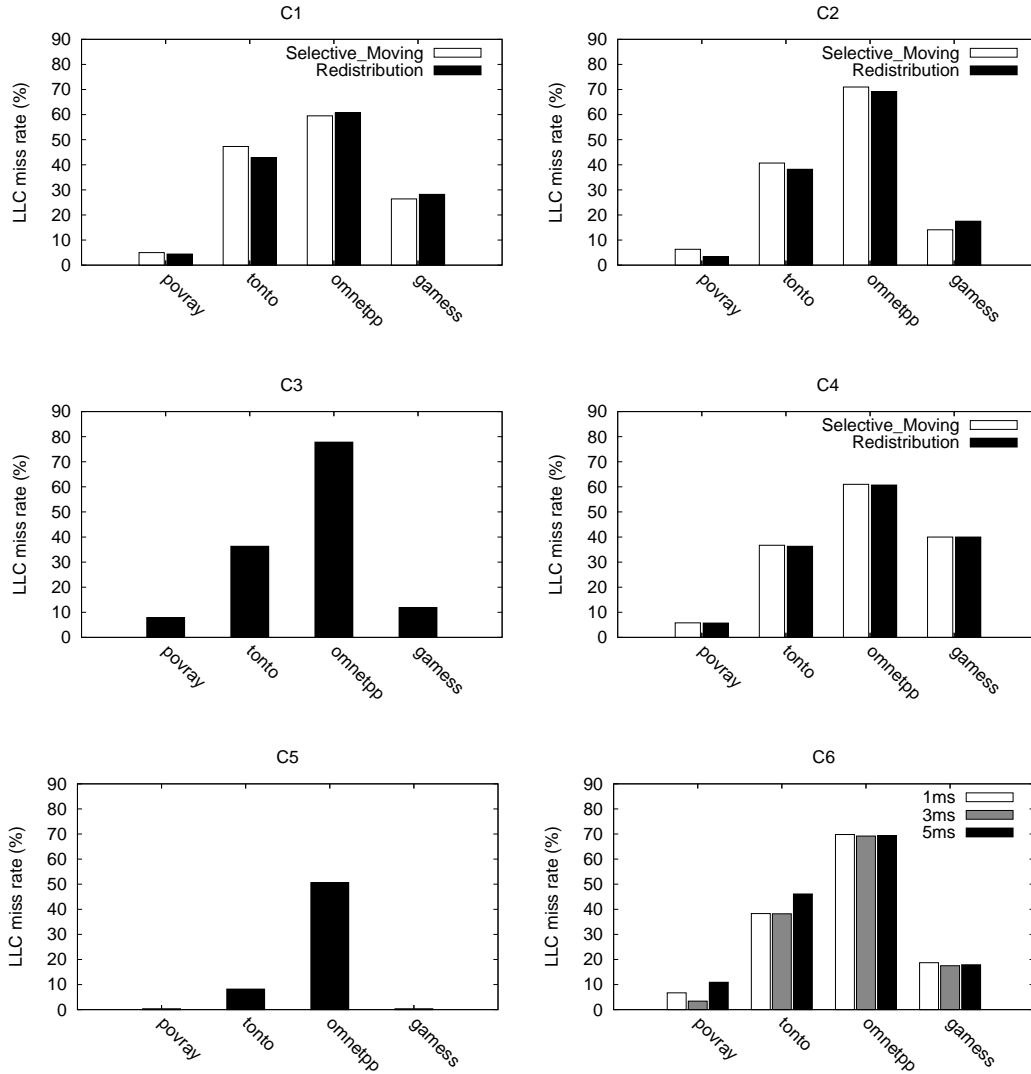 C1
LLC miss rate (%)
90
80
70
60
50
40
30
20
10
0
Selective_Moving
Redistribution
povray
tonto
omnetpp
gamess
C2
LLC miss rate (%)
90
80
70
60
50
40
30
20
10
0
Selective_Moving
Redistribution
povray
tonto
omnetpp
gamess
C3
LLC miss rate (%)
90
80
70
60
50
40
30
20
10
0
povray
tonto
omnetpp
gamess
C4
LLC miss rate (%)
90
80
70
60
50
40
30
20
10
0
Selective_Moving
Redistribution
povray
tonto
omnetpp
gamess
C5
LLC miss rate (%)
90
80
70
60
50
40
30
20
10
0
povray
tonto
omnetpp
gamess
C6
LLC miss rate (%)
90
80
70
60
50
40
30
20
10
0
1ms
3ms
5ms
povray
tonto
omnetpp
gamess